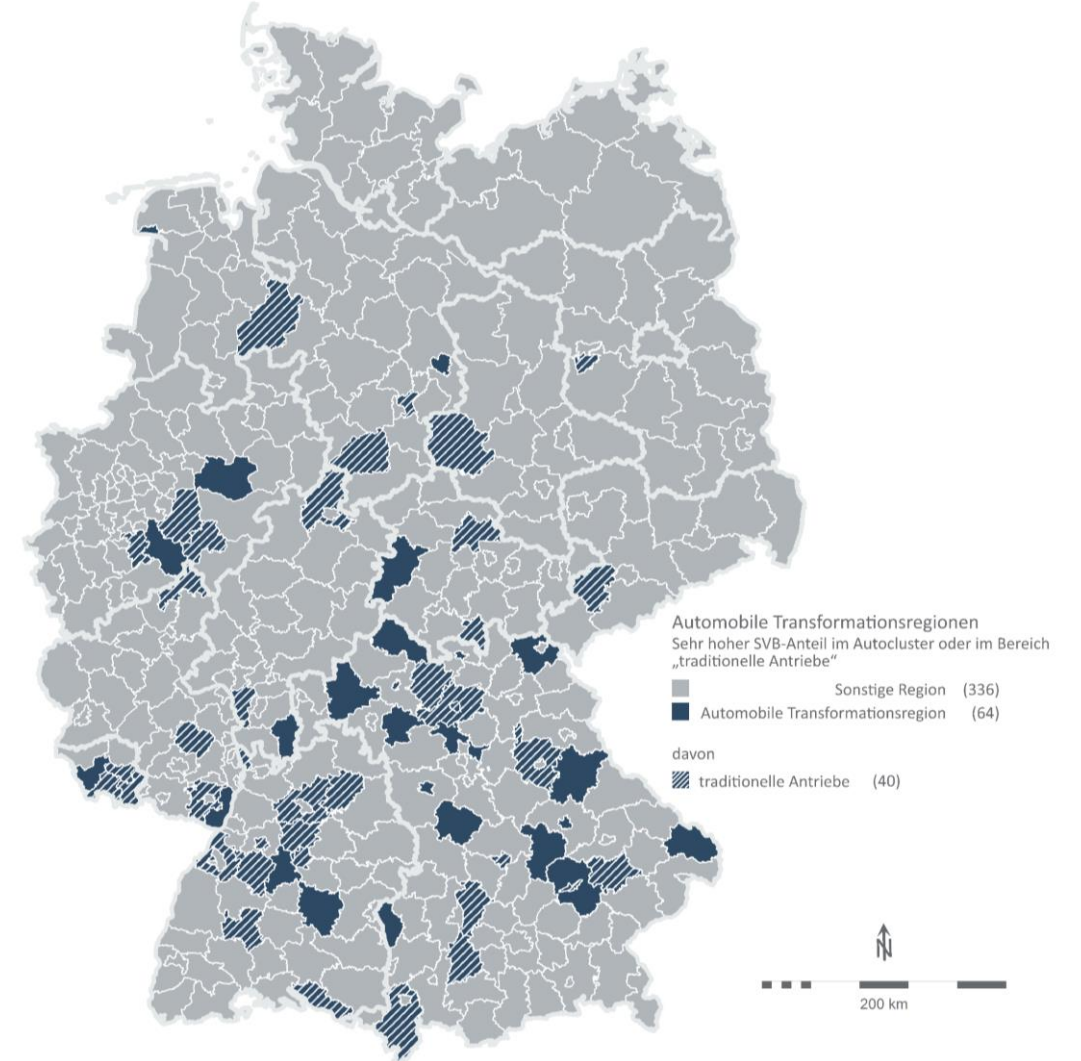 Automobile Transformationsregionen
Sehr hoher SVB-Anteil im Autocluster oder im Bereich
„traditionelle Antriebe“
Sonstige Region (336)
Automobile Transformationsregion (64)
davon
traditionelle Antriebe (40)
N
200 km